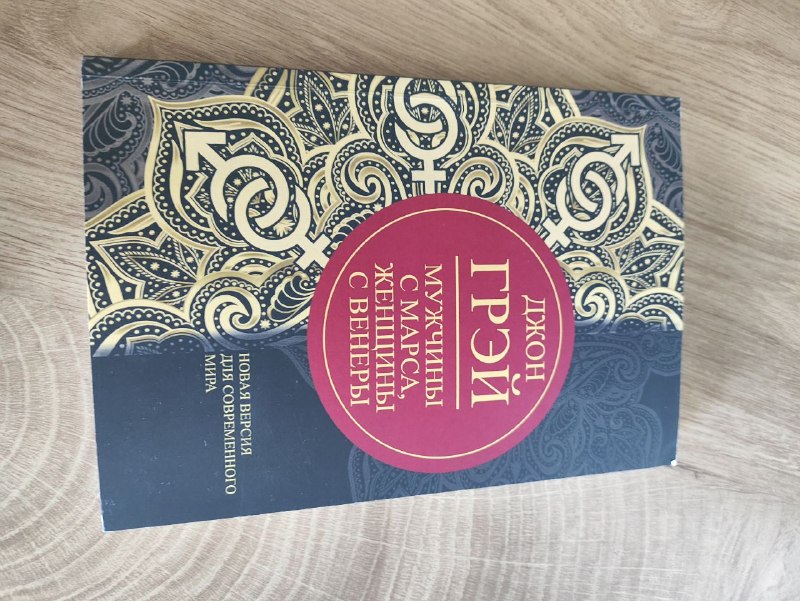 ДЖОН
ГРЭЙ
МУЖЧИНЫ
С МАРСА,
ЖЕНЩИНЫ
С ВЕНЕРЫ
НОВАЯ ВЕРСИЯ
ДЛЯ СОВРЕМЕННОГО
МИРА